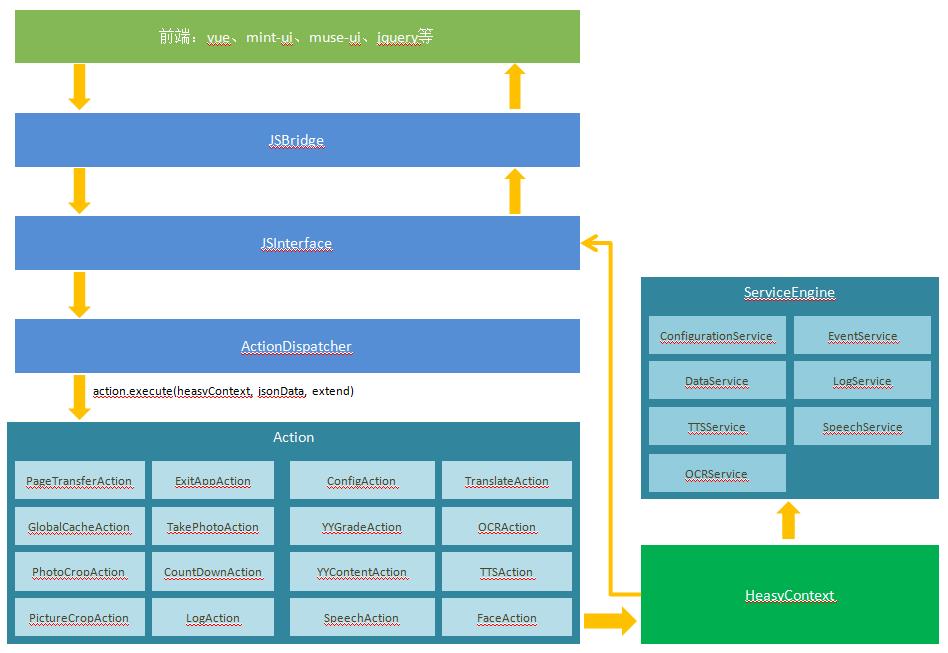 前端：vue、mint-ui、muse-ui、jquery等
JSBridge
JSInterface
ActionDispatcher
action.execute(heasyContext, jsonData, extend)
Action
PageTransferAction
ExitAppAction
ConfigAction
TranslateAction
GlobalCacheAction
TakePhotoAction
YYGradeAction
OCRAction
PhotoCropAction
CountDownAction
YYContentAction
TTSAction
PictureCropAction
LogAction
SpeechAction
FaceAction
ServiceEngine
ConfigurationService
EventService
DataService
LogService
TTSService
SpeechService
OCRService
HeasyContext